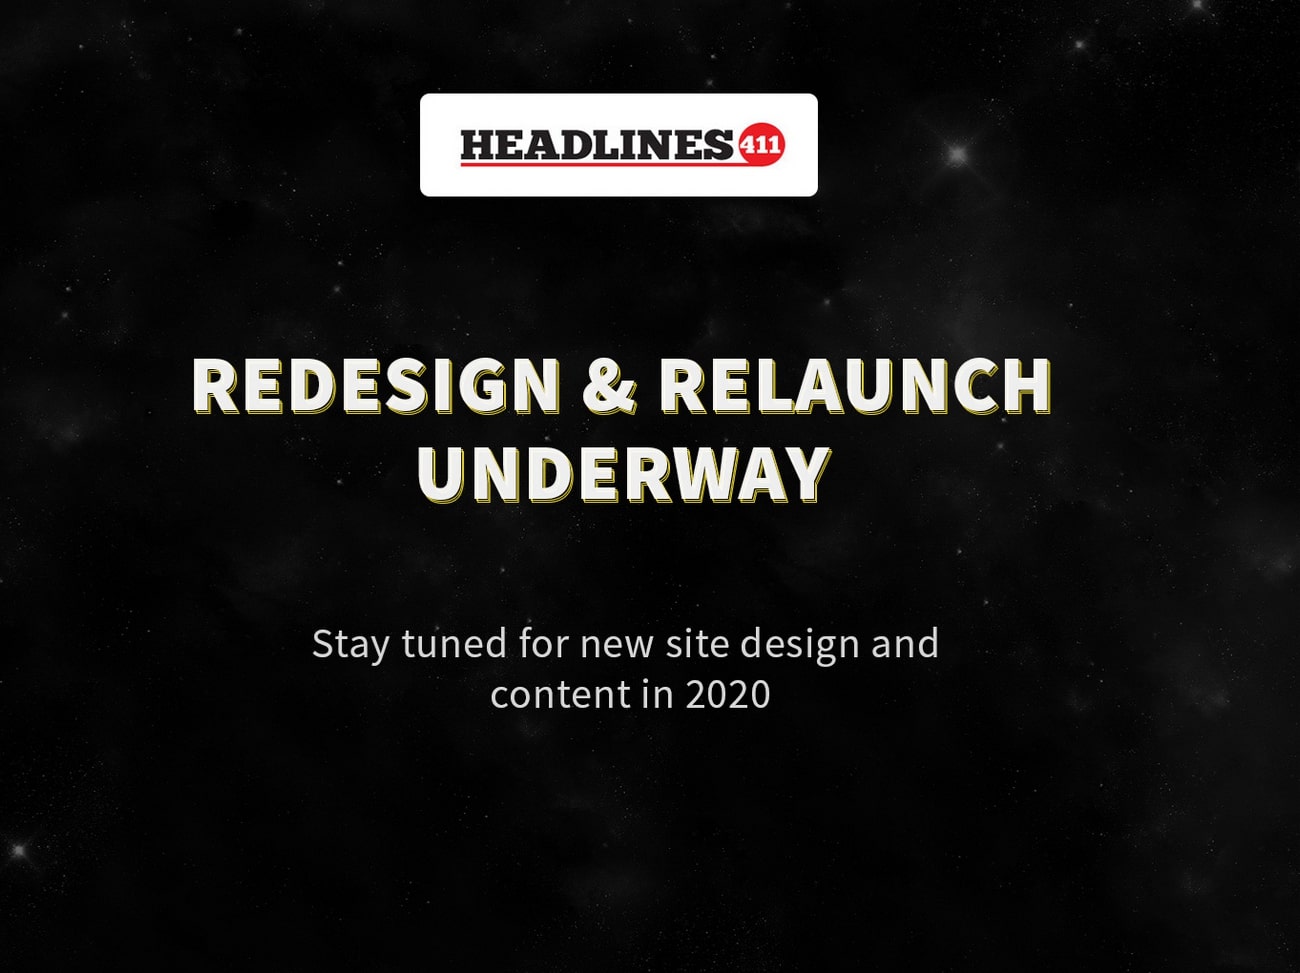 HEADLINES 411
REDESIGN & RELAUNCH
UNDERWAY
Stay tuned for new site design and
content in 2020